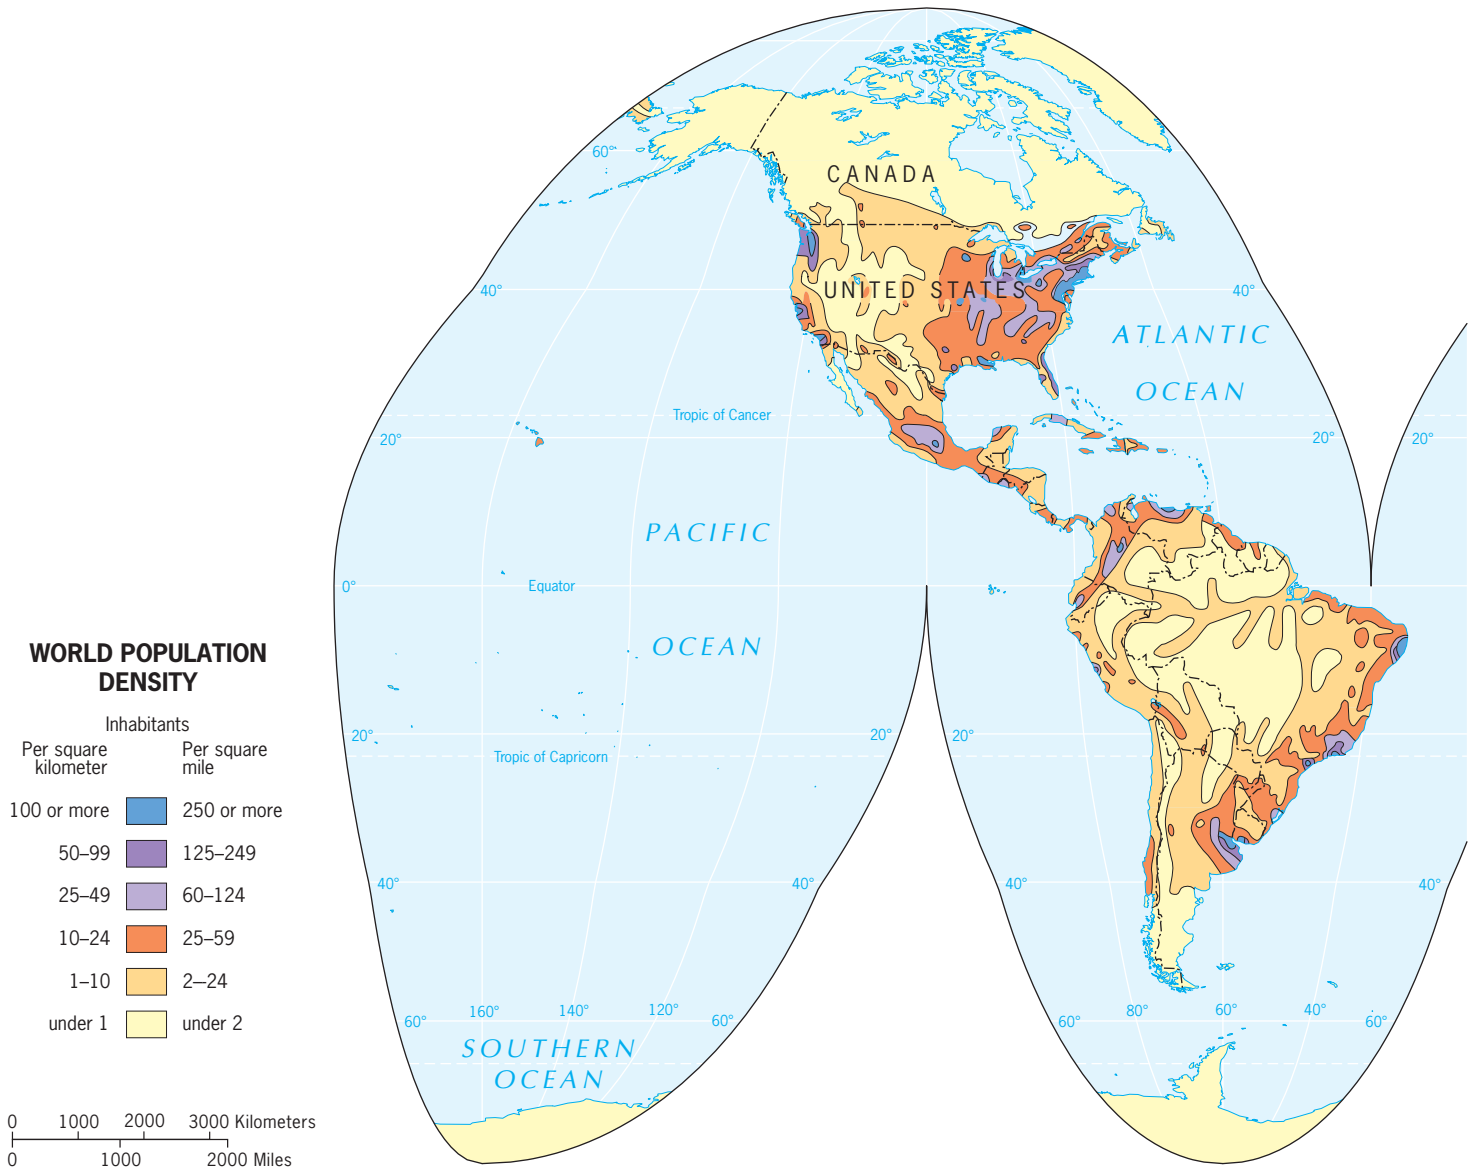 60°
CANADA
40°
UNITED STATES
40°
ATLANTIC
OCEAN
Tropic of Cancer
20°
20°
20°
PACIFIC
0°
Equator
OCEAN
WORLD POPULATION
DENSITY
Inhabitants
Per square
kilometer
Per square
mile
100 or more
250 or more
50–99
125–249
25–49
60–124
10–24
25–59
1–10
2—24
under 1
under 2
20°
20°
20°
Tropic of Capricorn
40°
40°
40°
40°
60°
160°
140°
120°
60°
60°
80°
60°
40°
60°
SOUTHERN
OCEAN
0 1000 2000 3000 Kilometers
0 1000 2000 Miles